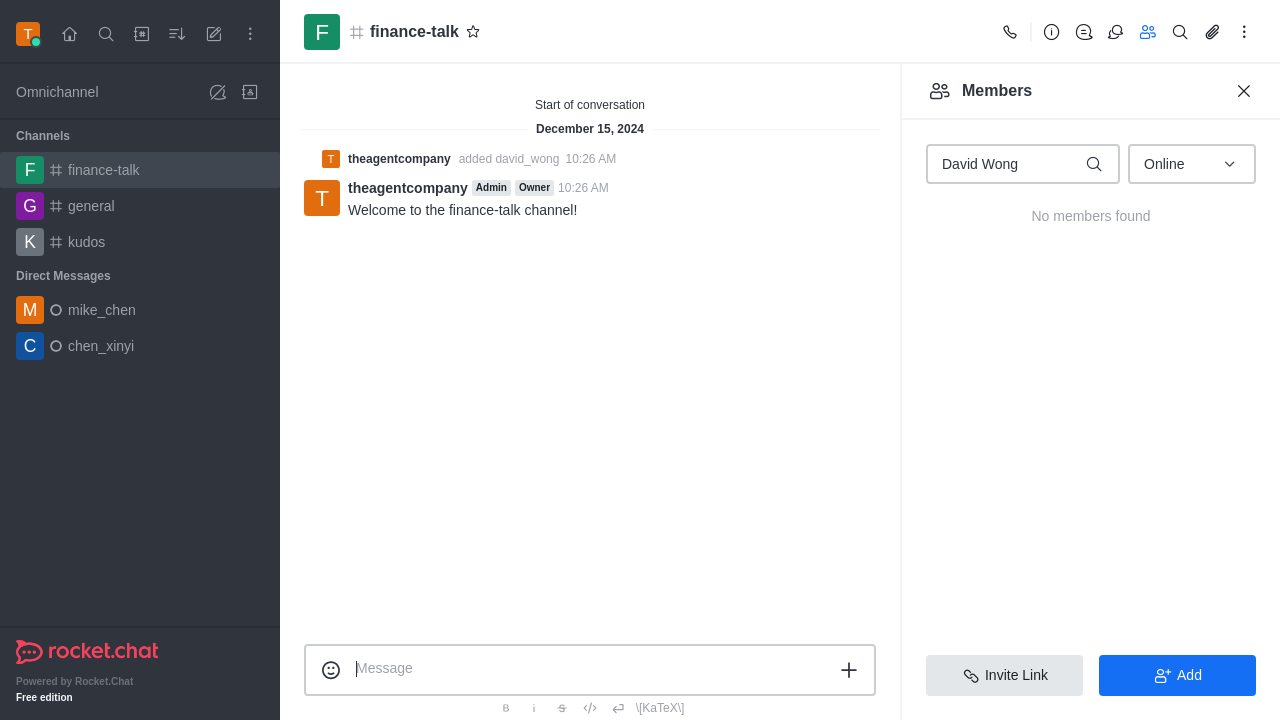 T
Omnichannel
Channels
F finance-talk
G general
K kudos
Direct Messages
M mike_chen
C chen_xinyi
rocket.chat
Powered by Rocket.Chat
Free edition
F finance-talk
Start of conversation
December 15, 2024
T theagentcompany added david_wong 10:26 AM
T theagentcompany Admin Owner 10:26 AM
Welcome to the finance-talk channel!
Message
B i S \[KaTeX\]
Members
David Wong Online
No members found
Invite Link Add